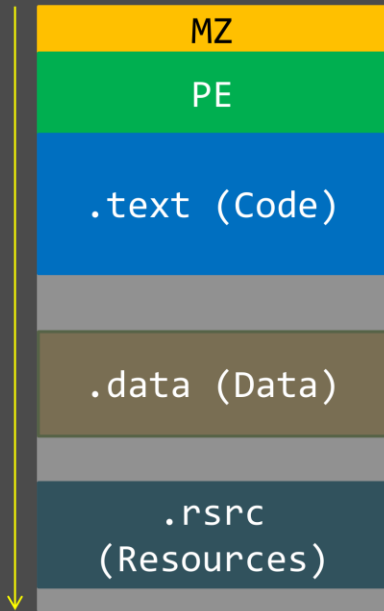 MZ
PE
.text (Code)
.data (Data)
.rsrc
(Resources)